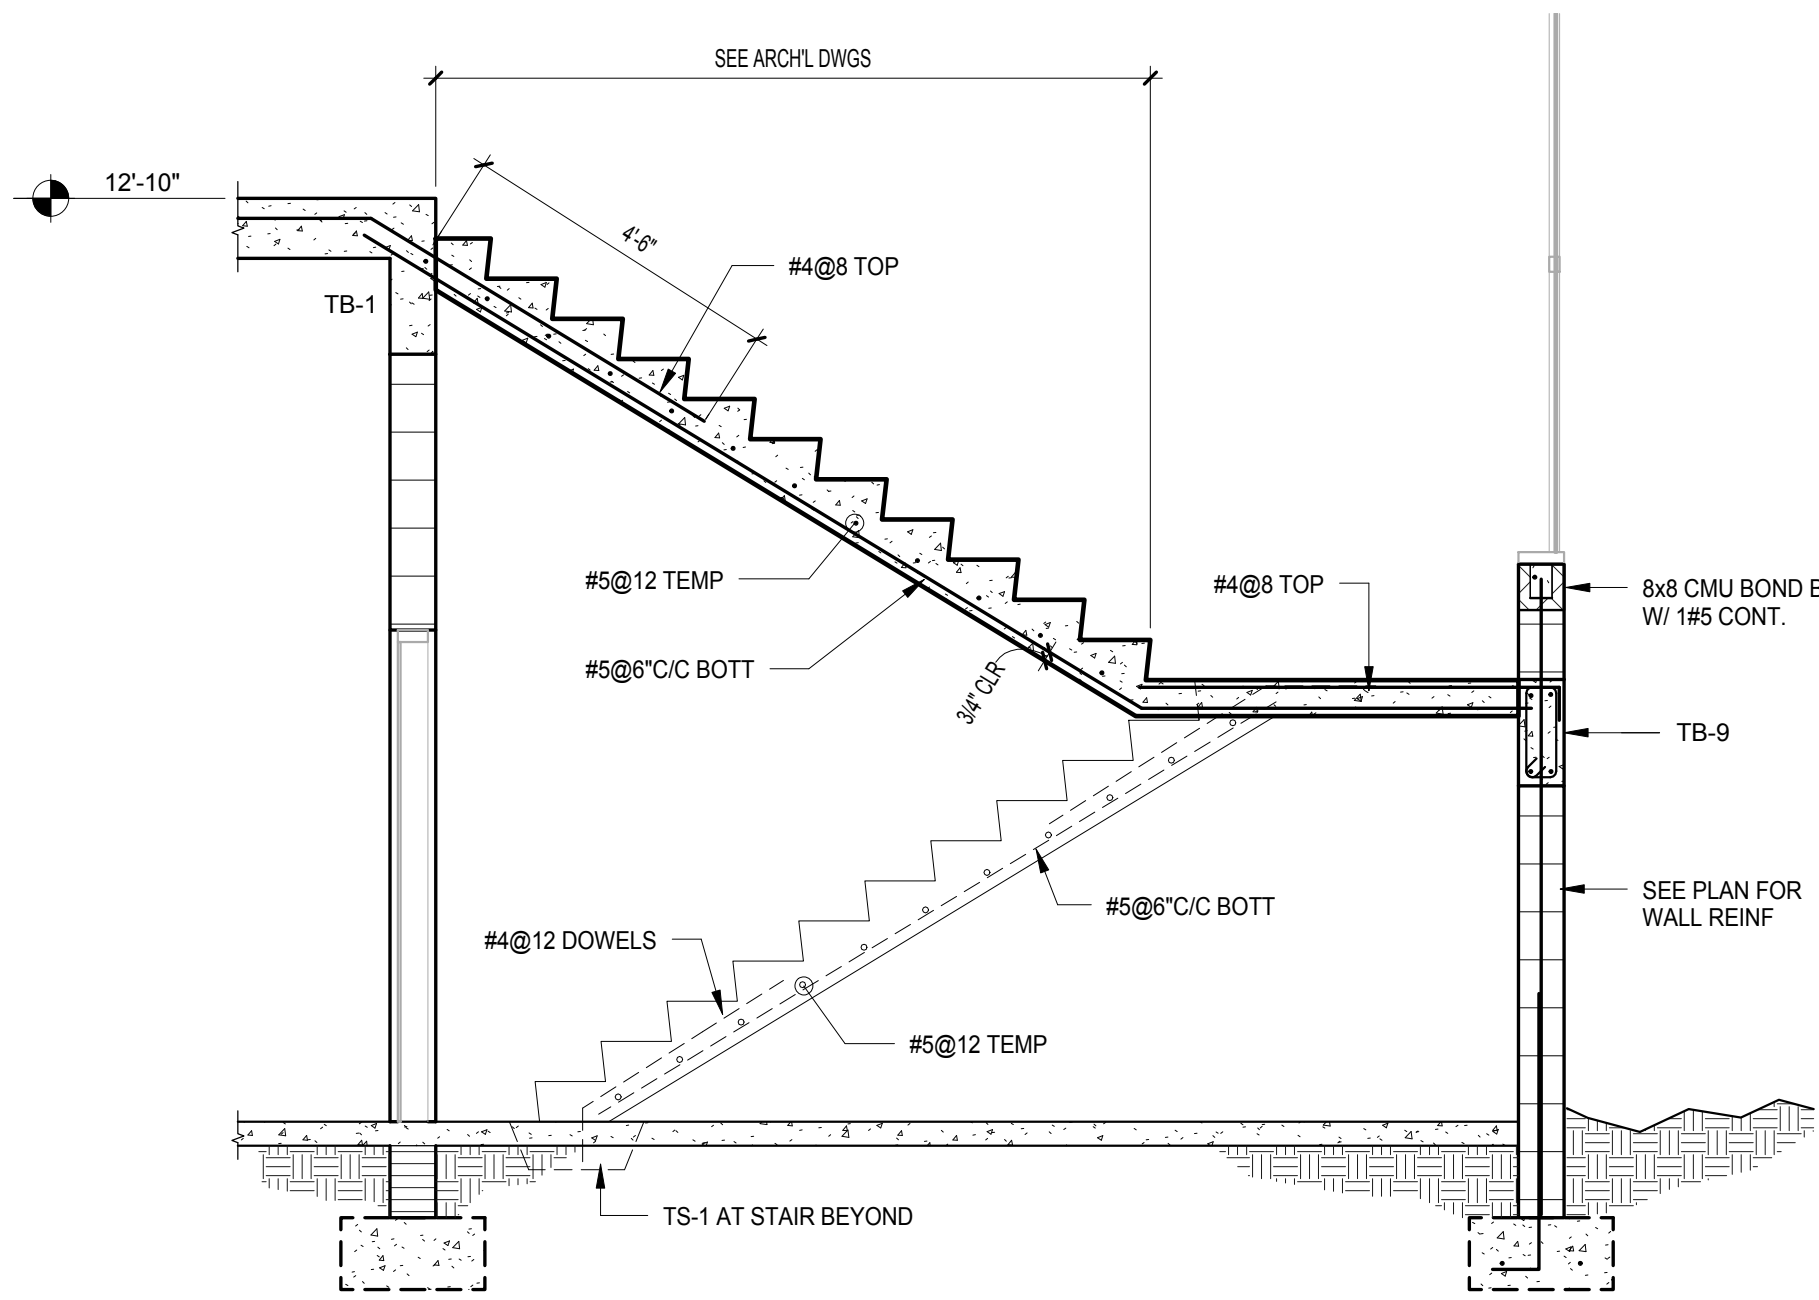 SEE ARCH'L DWGS
12'-10"
4'-6"
#4@8 TOP
TB-1
#5@12 TEMP
#4@8 TOP
8x8 CMU BOND
W/ 1#5 CONT.
#5@6"C/C BOTT
3/4" CLR
TB-9
SEE PLAN FOR
WALL REINF
#5@6"C/C BOTT
#4@12 DOWELS
#5@12 TEMP
TS-1 AT STAIR BEYOND